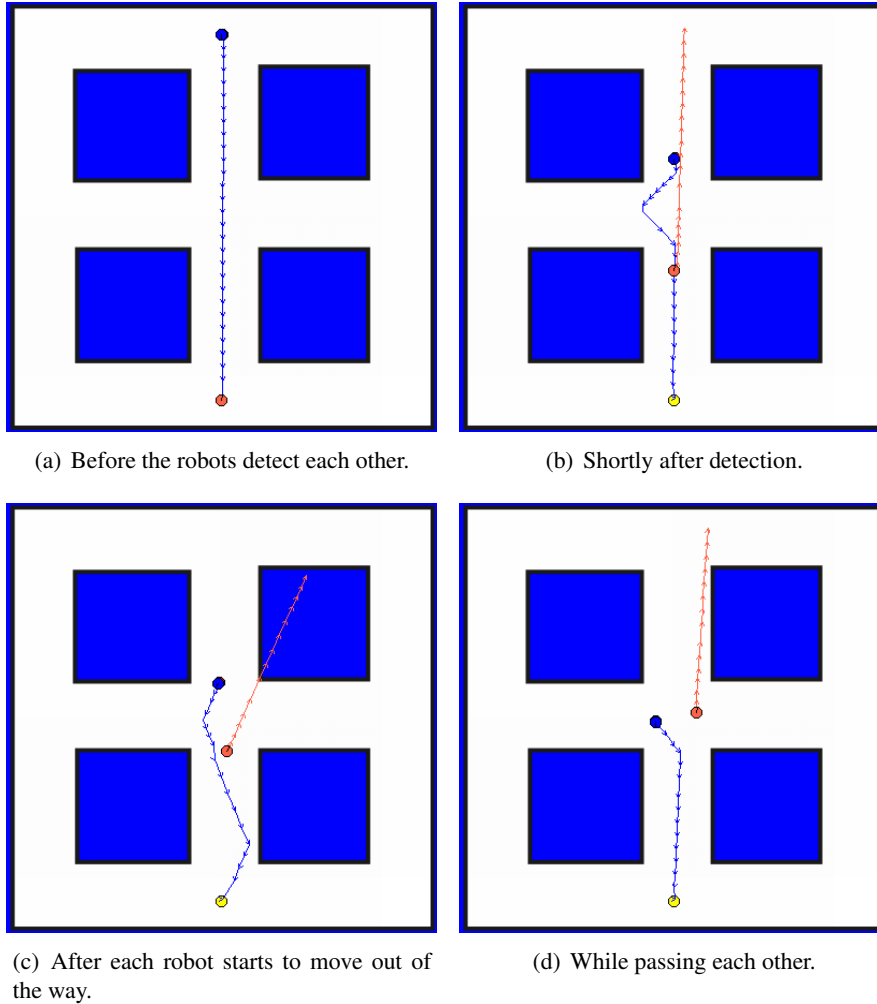 (a) Before the robots detect each other.
(b) Shortly after detection.
(c) After each robot starts to move out of
the way.
(d) While passing each other.